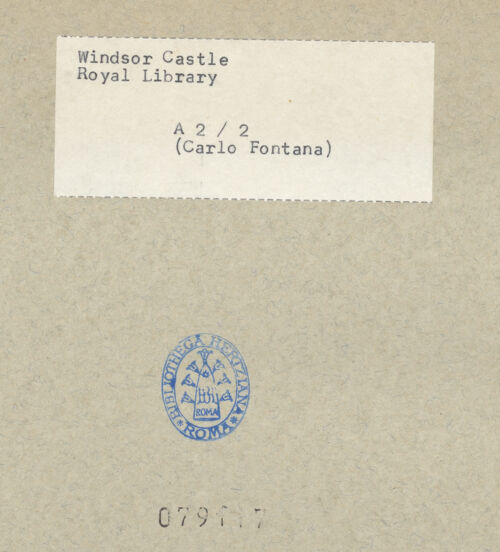 Windsor Castle
Royal Library
A 2 / 2
(Carlo Fontana)
BIBLIOTHECA HERTZIANA
ROMA
* ROMA *